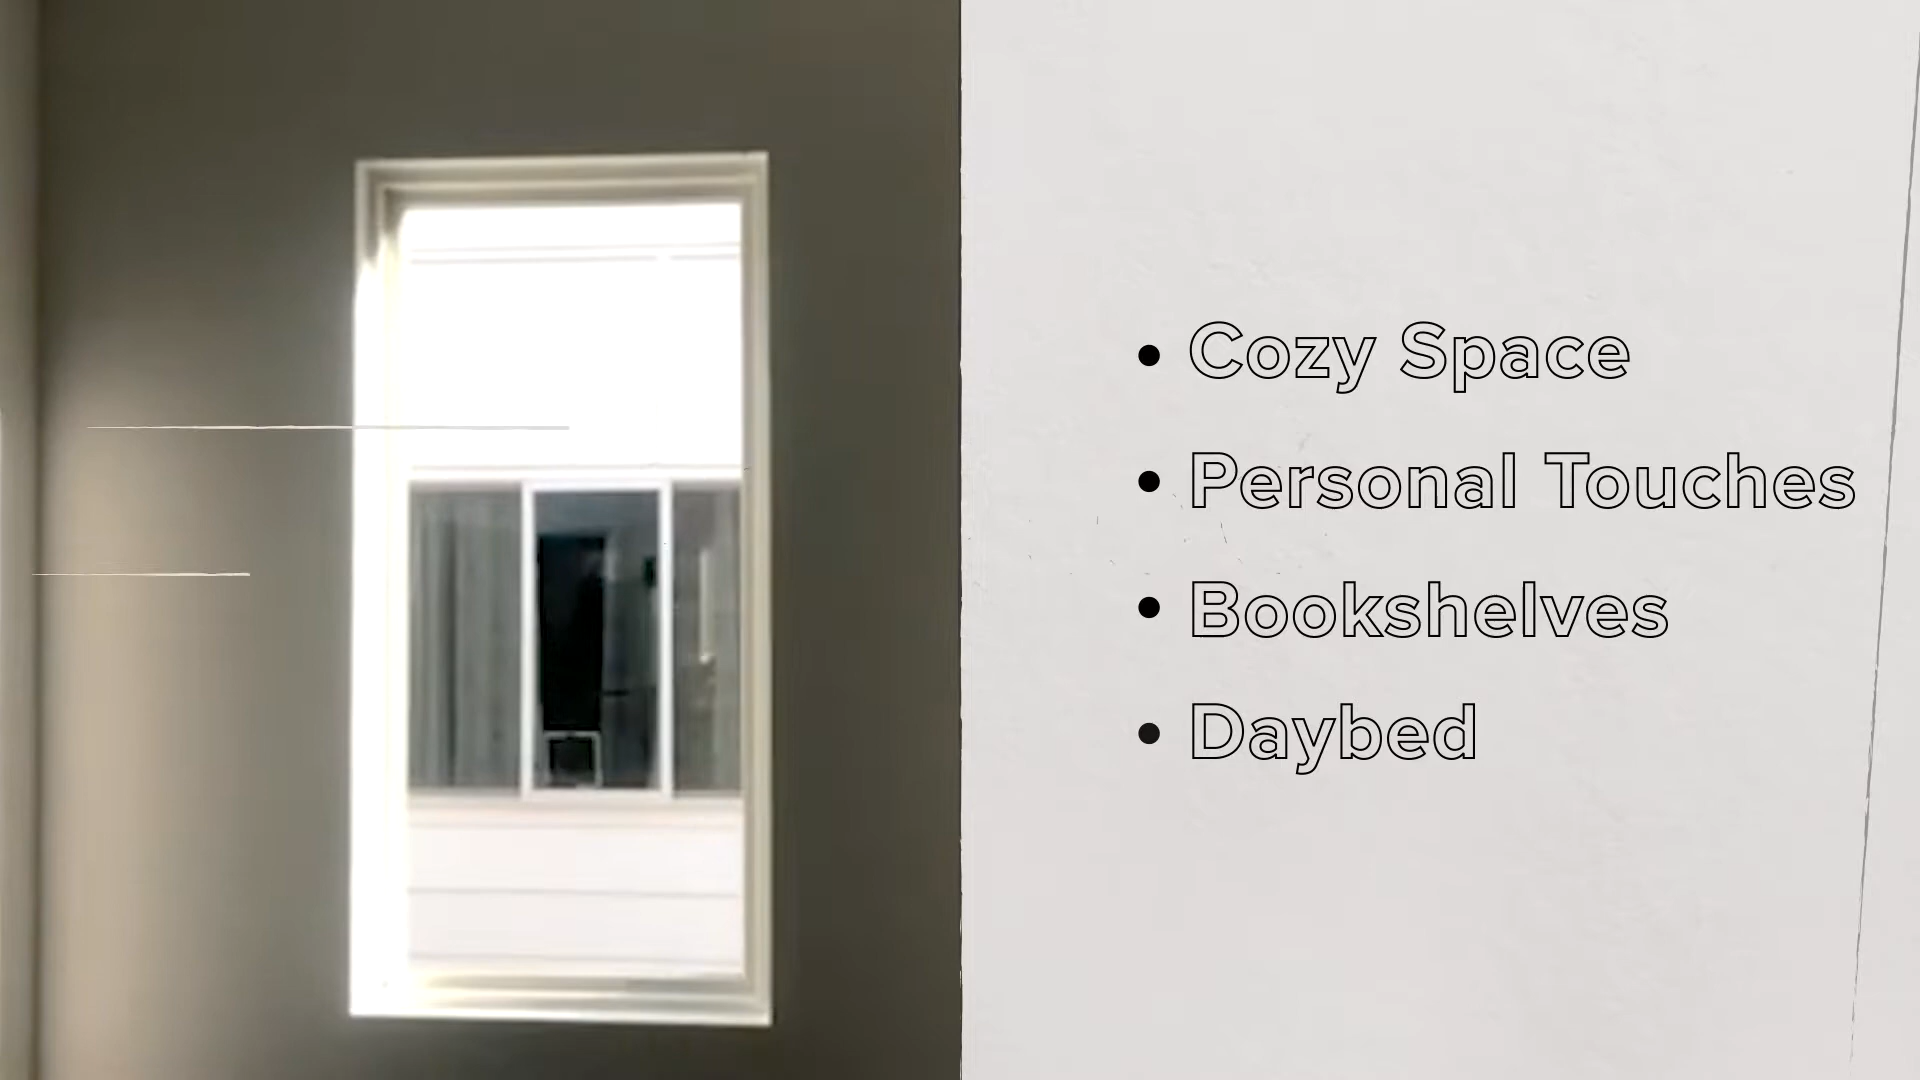 • Cozy Space
• Personal Touches
• Bookshelves
• Daybed